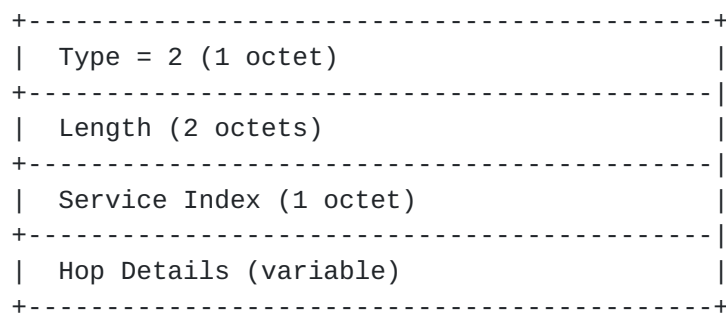 +--------------------------------------------+
|  Type = 2 (1 octet)                        |
+--------------------------------------------|
|  Length (2 octets)                         |
+--------------------------------------------|
|  Service Index (1 octet)                   |
+--------------------------------------------|
|  Hop Details (variable)                    |
+--------------------------------------------+